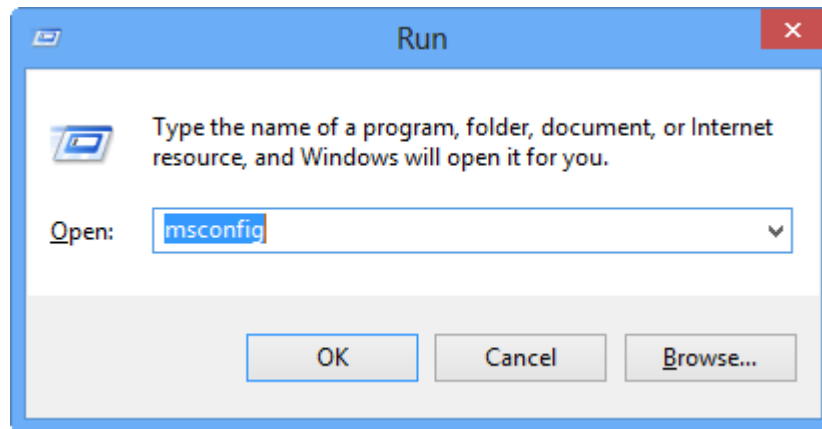 Run
Type the name of a program, folder, document, or Internet
resource, and Windows will open it for you.
Open: msconfig
OK Cancel Browse...